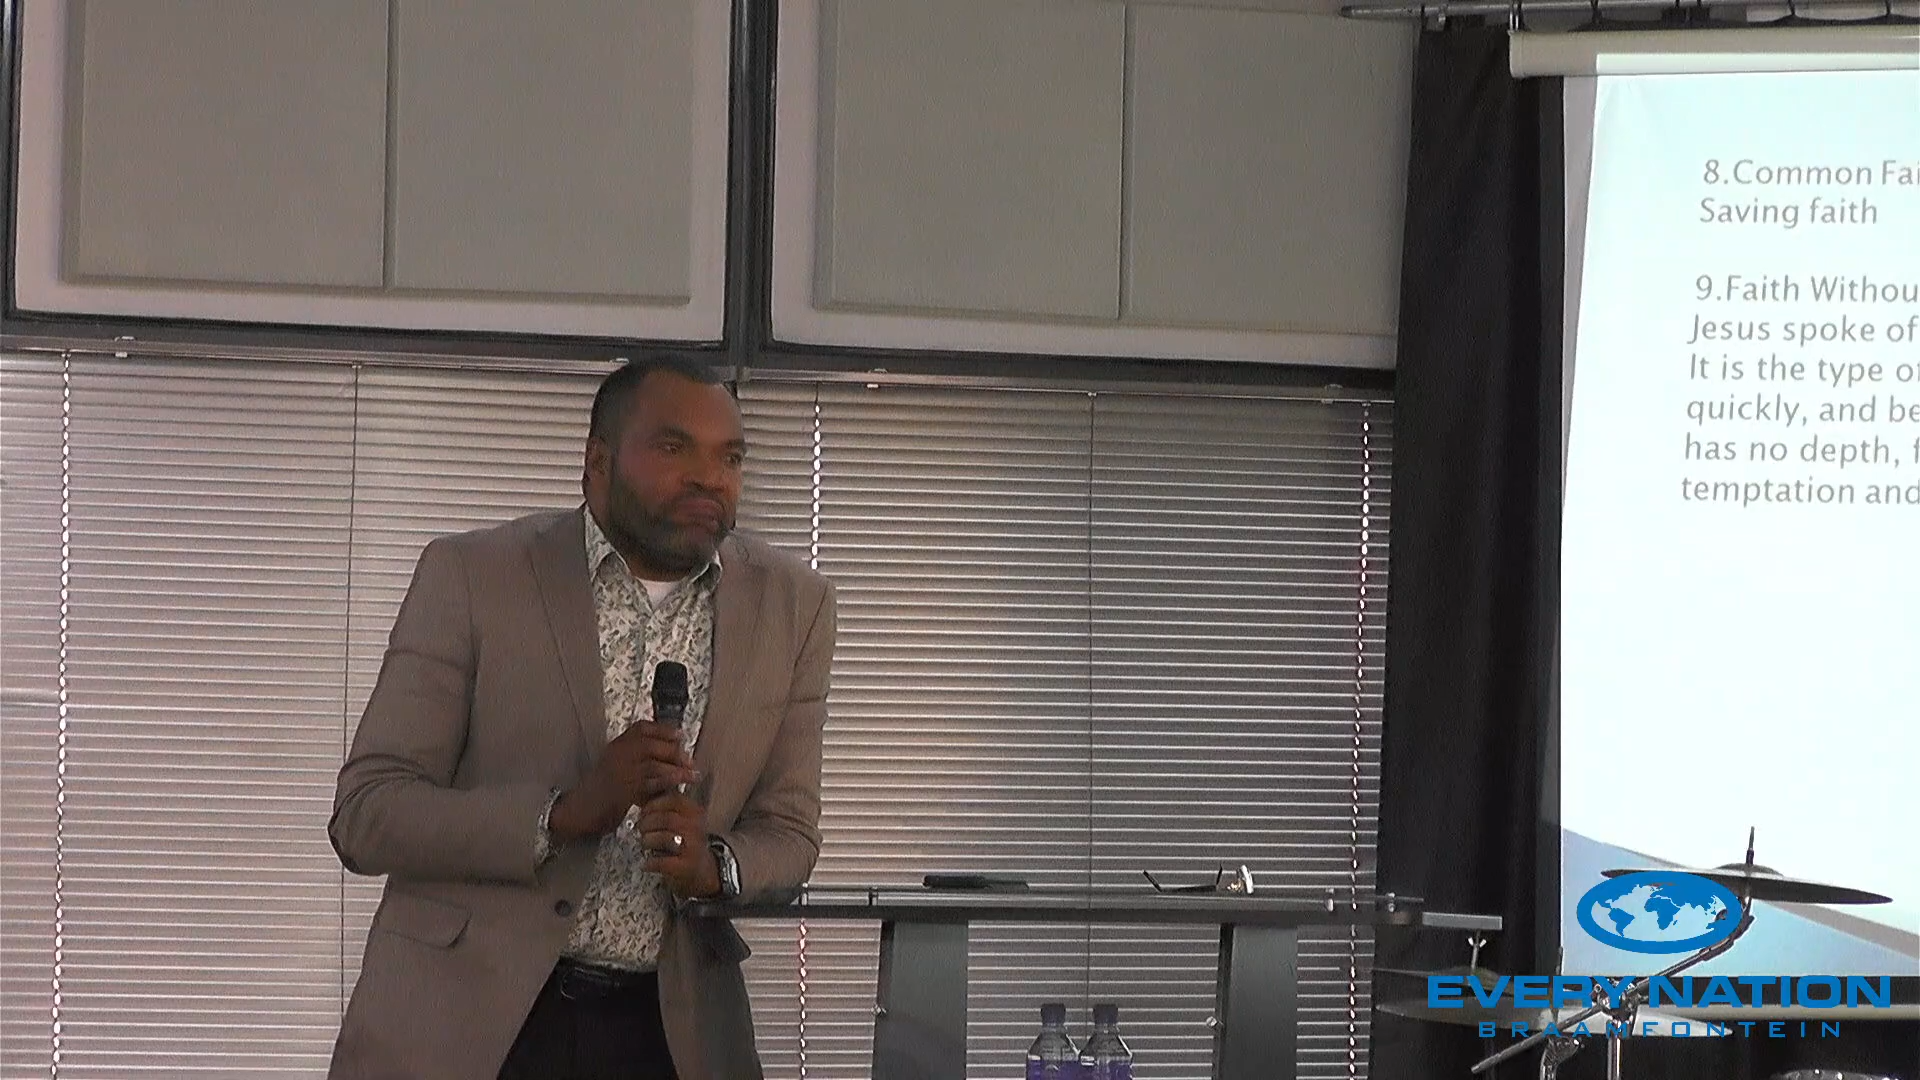 8.Common Fai
Saving faith
9.Faith Withou
Jesus spoke of
It is the type of
quickly, and be
has no depth, f
temptation and
EVERY NATION
BRAAMFONTEIN